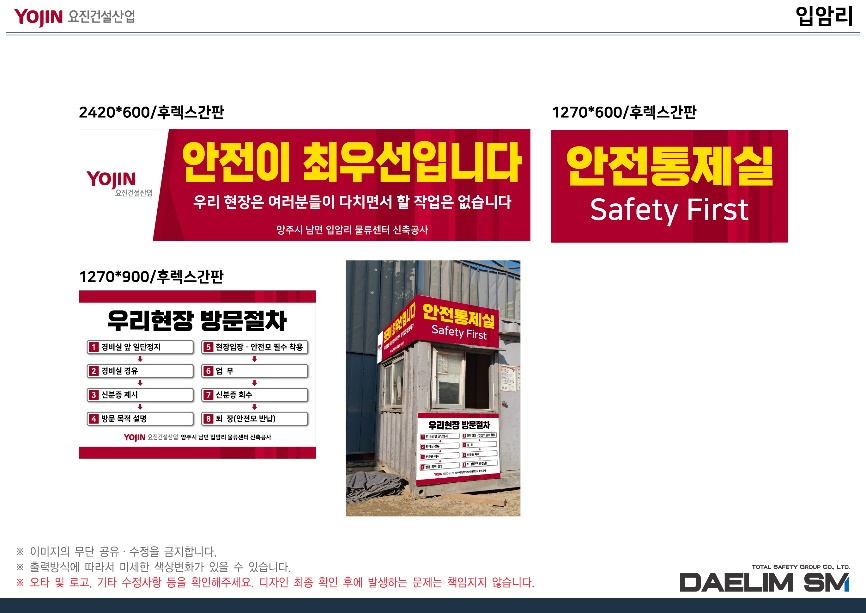 YOJIN 요진건설산업
입암리
2420*600/후렉스간판
YOJIN
요진건설산업
안전이 최우선입니다
우리 현장은 여러분들이 다치면서 할 작업은 없습니다
양주시 남면 입암리 물류센터 신축공사
1270*600/후렉스간판
안전통제실
Safety First
1270*900/후렉스간판
우리현장 방문절차
1 경비실 앞 일단정지
2 경비실 경유
3 신분증 제시
4 방문 목적 설명
5 현장입장 · 안전모 필수 착용
6 업 무
7 신분증 회수
8 퇴 장(안전모 반납)
YOJIN 요진건설산업 양주시 남면 입암리 물류센터 신축공사
안전이 최우선입니다
안전통제실
Safety First
우리현장 방문절차
※ 이미지의 무단 공유 · 수정을 금지합니다.
※ 출력방식에 따라서 미세한 색상변화가 있을 수 있습니다.
※ 오타 및 로고, 기타 수정사항 등을 확인해주세요. 디자인 최종 확인 후에 발생하는 문제는 책임지지 않습니다.
TOTAL SAFETY GROUP CO., LTD.
DAELIM SM